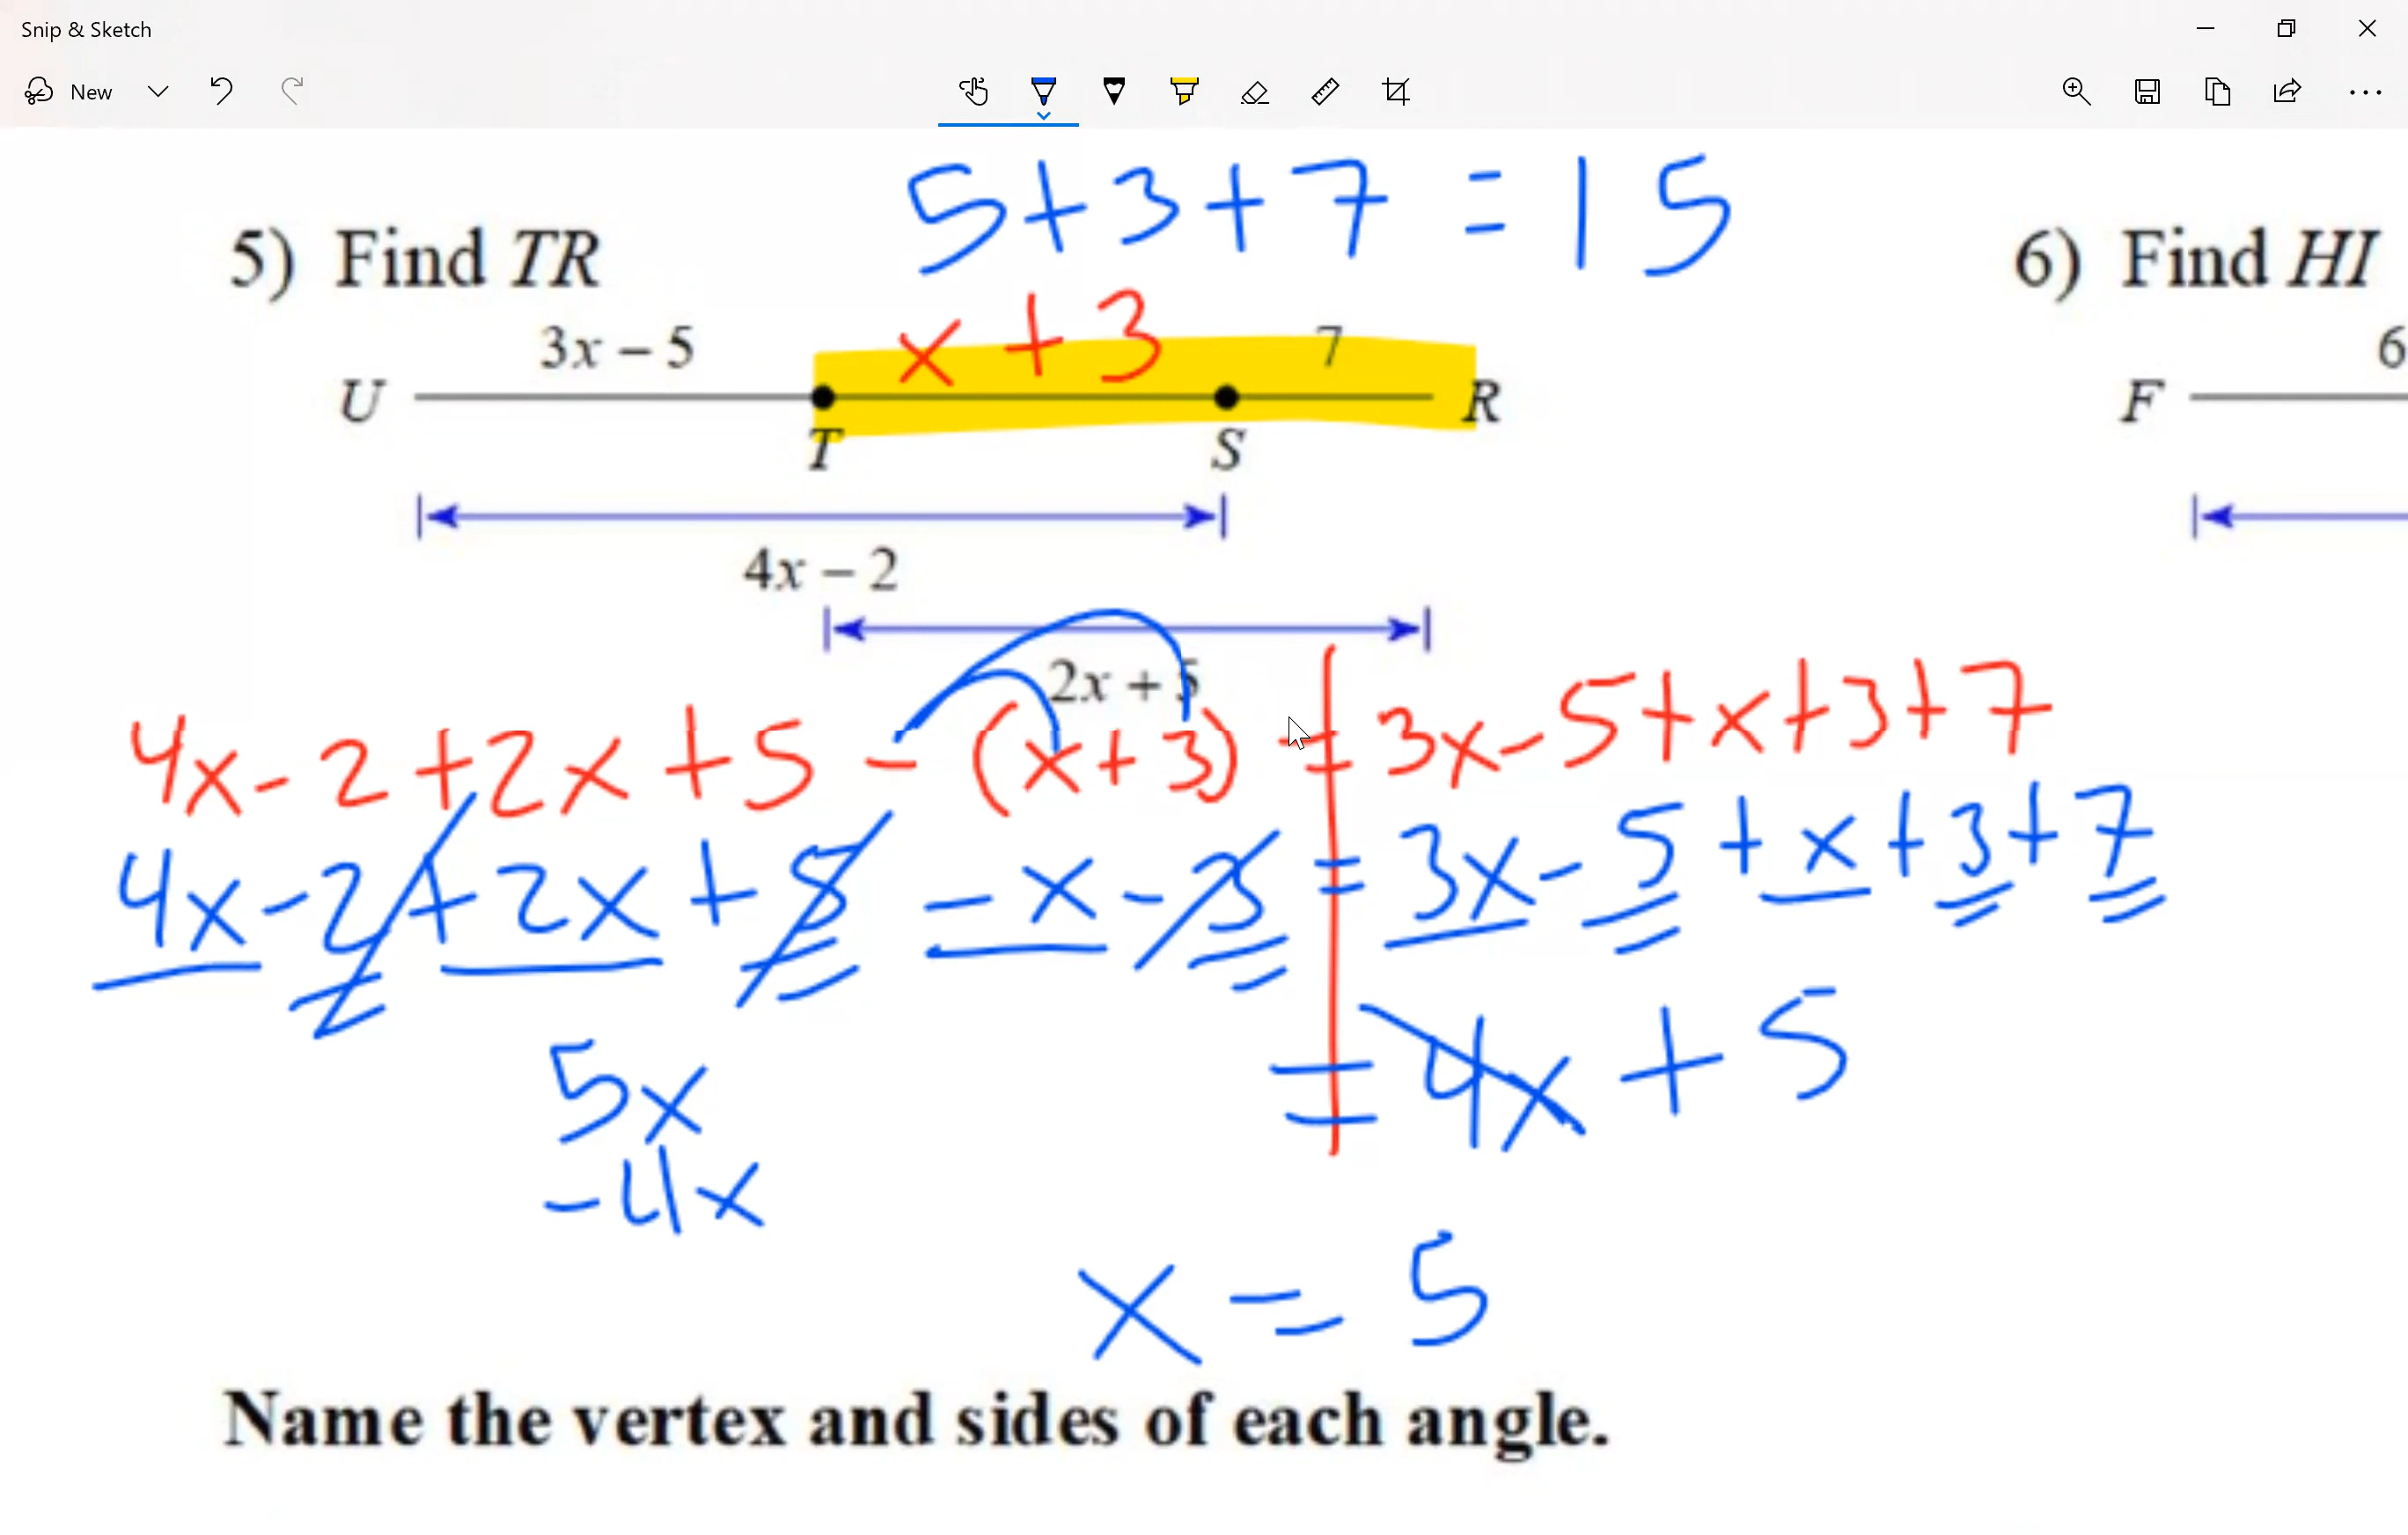 Snip & Sketch
New
5+3+7 = 15
5) Find TR
6) Find HI
x + 3
3x – 5
7
6
U
R
F
T
S
4x – 2
2x + 5
4x-2+2x+5 - (x+3) = 3x-5+x+3+7
4x-2+2x+5 -x-3 = 3x-5+x+3+7
5x = 4x+5
-4x
x = 5
Name the vertex and sides of each angle.